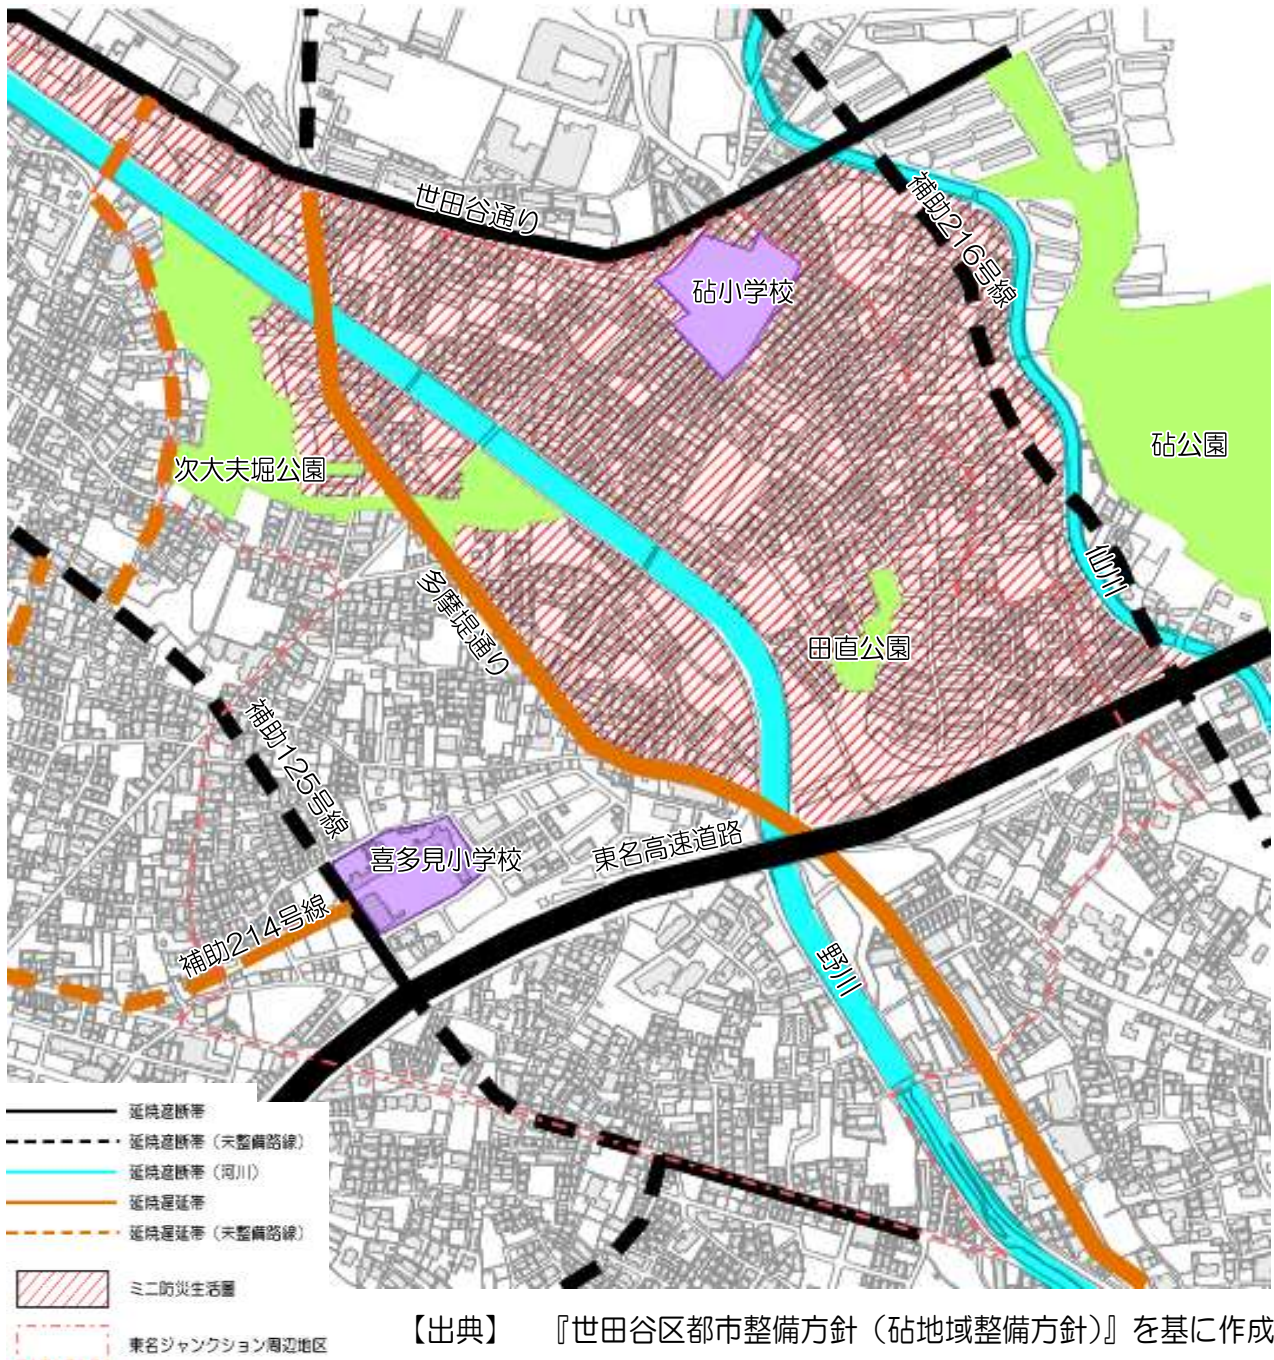 世田谷通り
補助216号線
砧小学校
砧公園
次大夫堀公園
仙川
多摩堤通り
田直公園
補助125号線
喜多見小学校
東名高速道路
補助214号線
野川
延焼遮断帯
延焼遮断帯（未整備路線）
延焼遮断帯（河川）
延焼遅延帯
延焼遅延帯（未整備路線）
ミニ防災生活圏
東名ジャンクション周辺地区
【出典】 『世田谷区都市整備方針（砧地域整備方針）』を基に作成